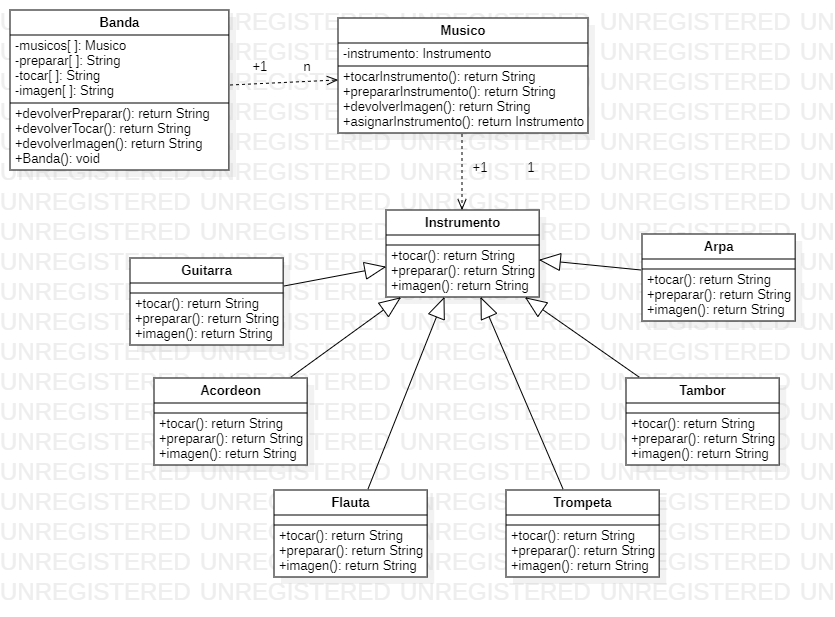 Banda
-musicos[ ]: Musico
-preparar[ ]: String
-tocar[ ]: String
-imagen[ ]: String
+devolverPreparar(): return String
+devolverTocar(): return String
+devolverImagen(): return String
+Banda(): void
+1
n
Musico
-instrumento: Instrumento
+tocarInstrumento(): return String
+prepararInstrumento(): return String
+devolverImagen(): return String
+asignarInstrumento(): return Instrumento
+1
1
Instrumento
+tocar(): return String
+preparar(): return String
+imagen(): return String
Guitarra
+tocar(): return String
+preparar(): return String
+imagen(): return String
Arpa
+tocar(): return String
+preparar(): return String
+imagen(): return String
Acordeon
+tocar(): return String
+preparar(): return String
+imagen(): return String
Tambor
+tocar(): return String
+preparar(): return String
+imagen(): return String
Flauta
+tocar(): return String
+preparar(): return String
+imagen(): return String
Trompeta
+tocar(): return String
+preparar(): return String
+imagen(): return String
UNREGISTERED UNREGISTERED UNREGISTERED UNREGISTERED UN